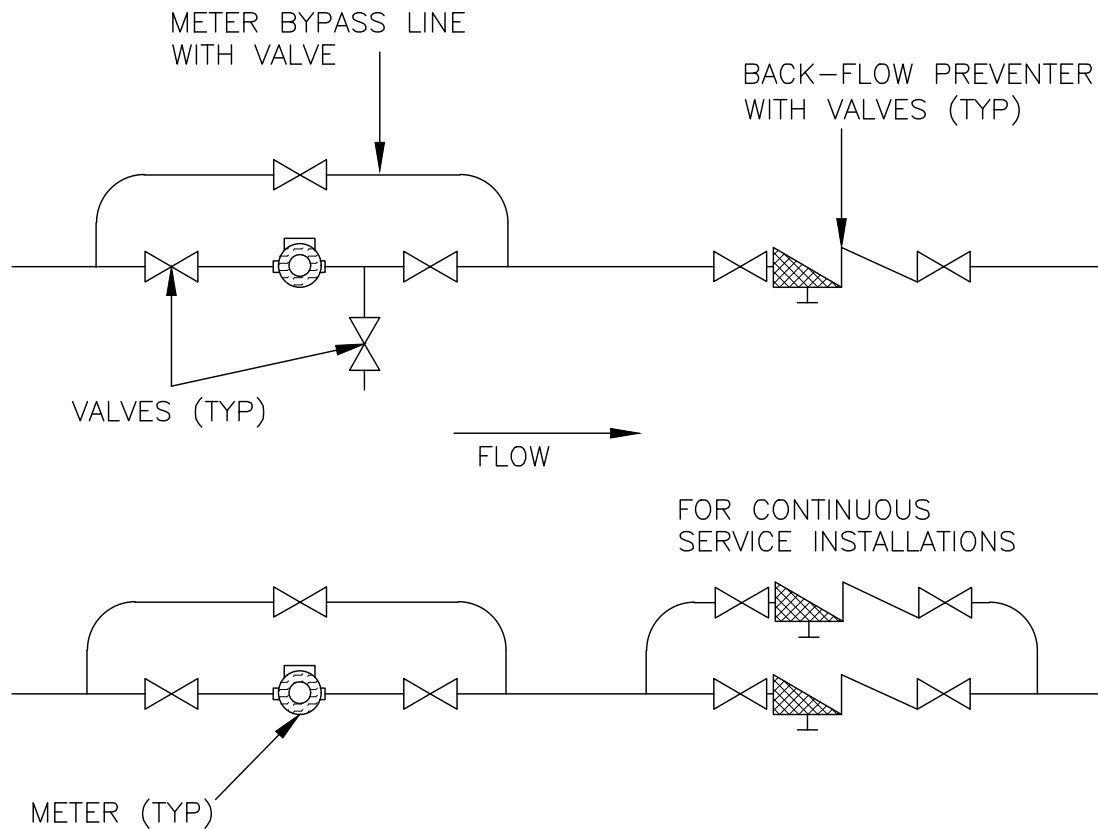 METER BYPASS LINE
WITH VALVE
BACK-FLOW PREVENTER
WITH VALVES (TYP)
VALVES (TYP)
FLOW
FOR CONTINUOUS
SERVICE INSTALLATIONS
METER (TYP)